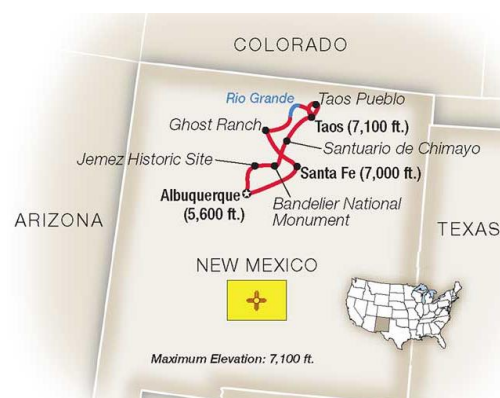 COLORADO
Rio Grande
Taos Pueblo
Ghost Ranch
Taos (7,100 ft.)
Santuario de Chimayo
Jemez Historic Site
Santa Fe (7,000 ft.)
Albuquerque
(5,600 ft.)
Bandelier National
Monument
ARIZONA
TEXAS
NEW MEXICO
Maximum Elevation: 7,100 ft.